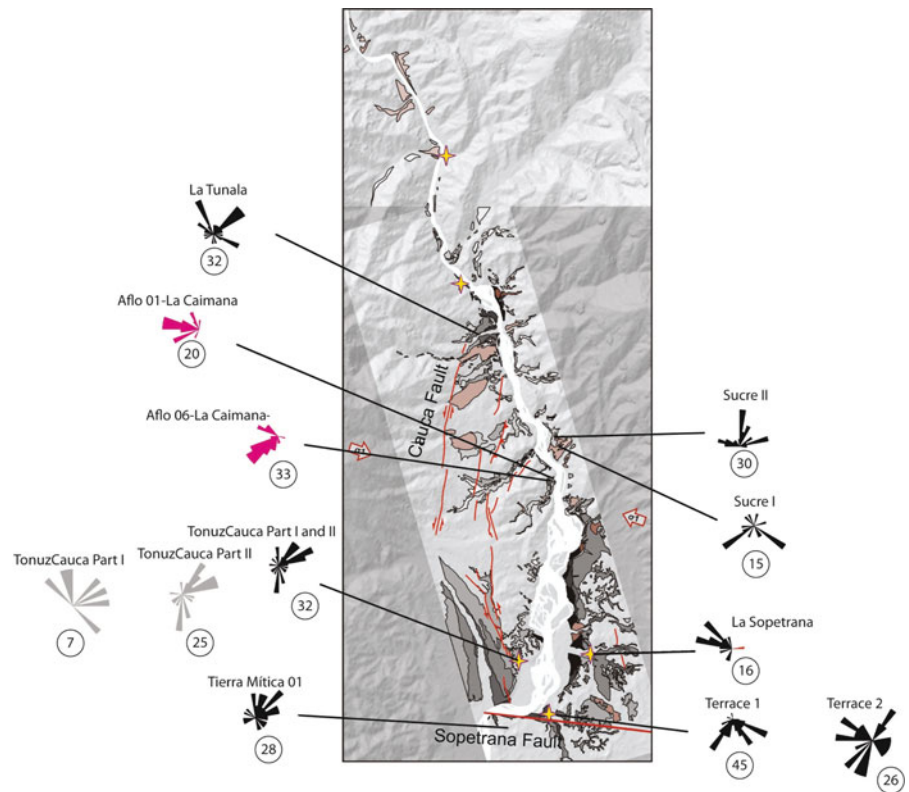 La Tunala
32
Aflo 01-La Caimana
20
Aflo 06-La Caimana-
33
TonuzCauca Part I and II
32
TonuzCauca Part II
25
TonuzCauca Part I
7
Tierra Mítica 01
28
Cauca Fault
Sopetrana Fault
Sucre II
30
Sucre I
15
La Sopetrana
16
Terrace 1
45
Terrace 2
26